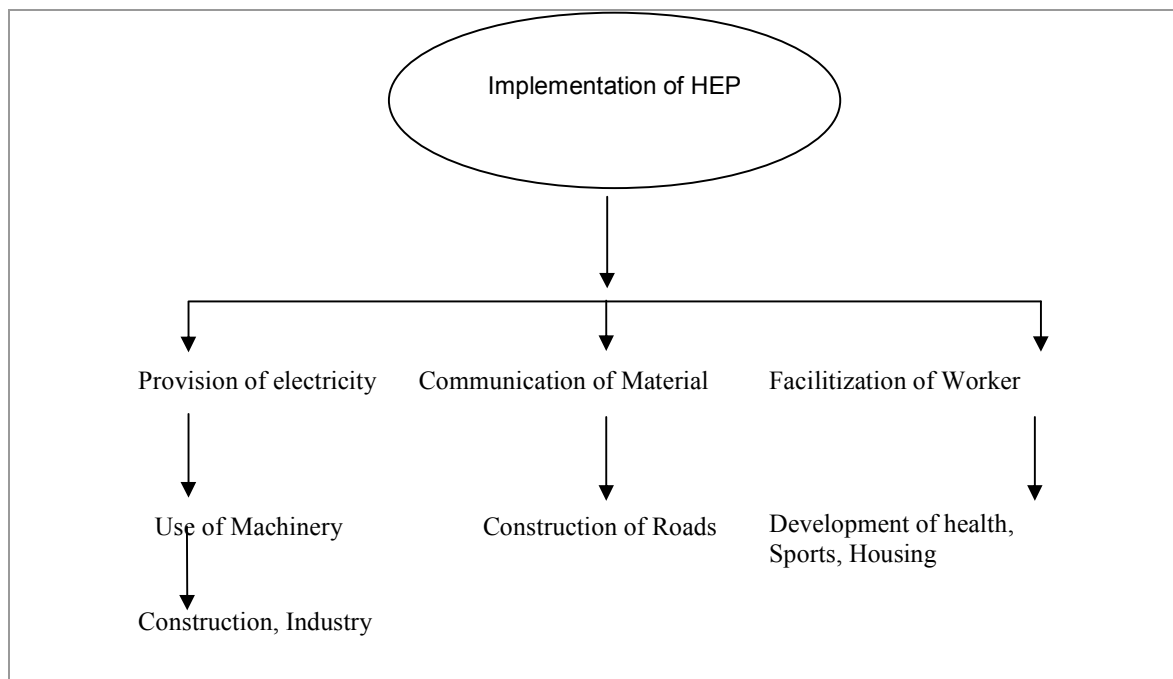 Implementation of HEP
Provision of electricity
Communication of Material
Facilitization of Worker
Use of Machinery
Construction of Roads
Development of health,
Sports, Housing
Construction, Industry